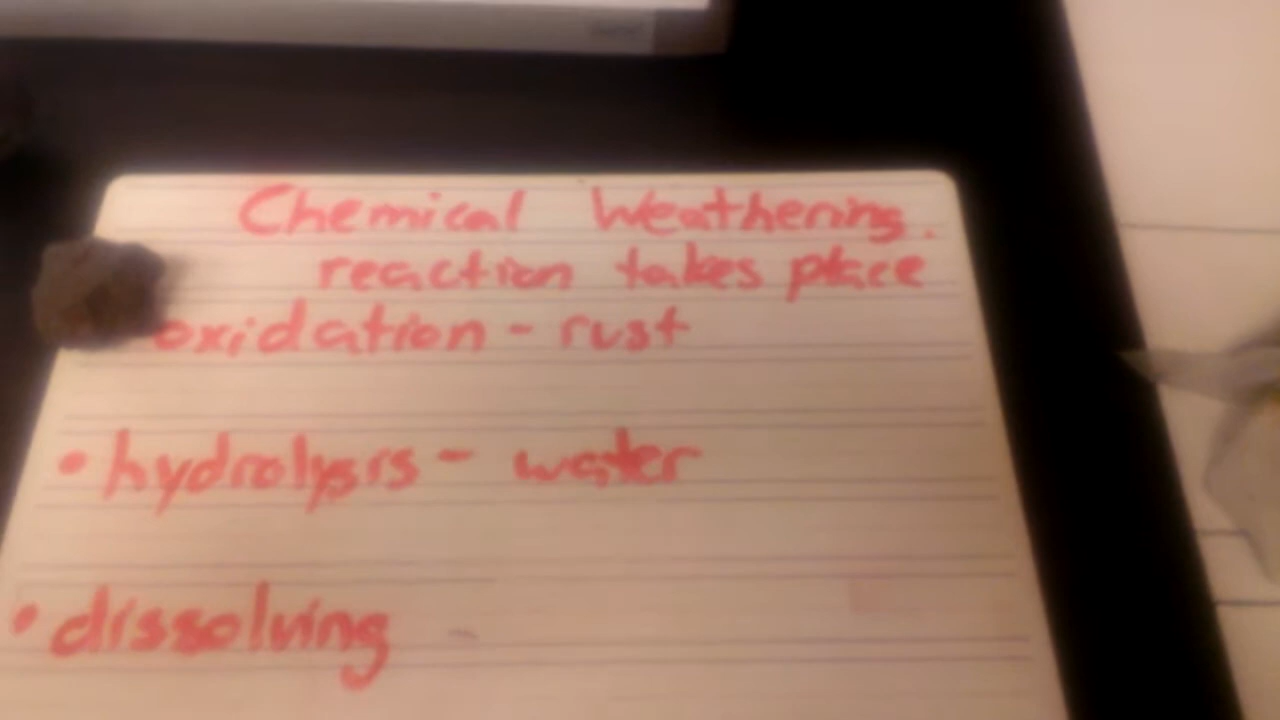 Chemical Weathering.
reaction takes place
oxidation - rust
• hydrolysis - water
• dissolving